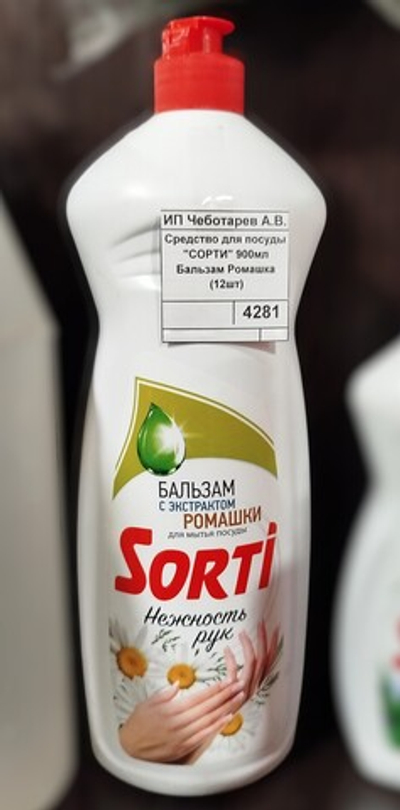 ИП Чеботарев А.В.
Средство для посуды
"СОРТИ" 900мл
Бальзам Ромашка
(12шт)
4281
БАЛЬЗАМ
С ЭКСТРАКТОМ
РОМАШКИ
ДЛЯ МЫТЬЯ ПОСУДЫ
SORTI
Нежность
рук